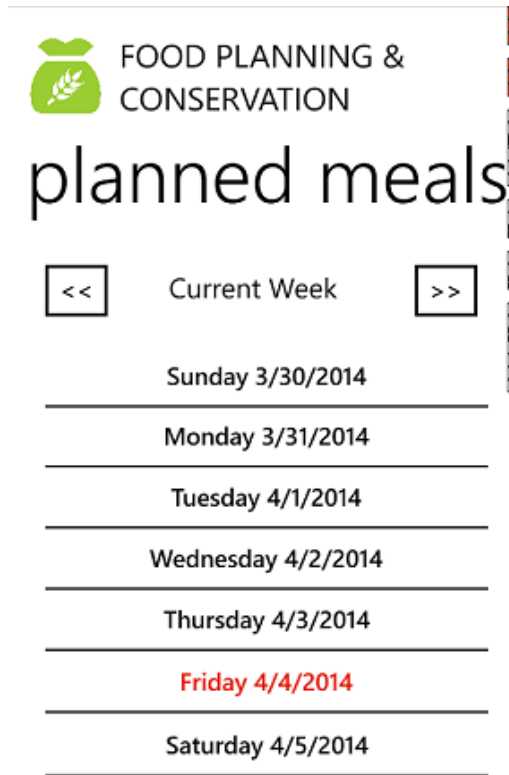 FOOD PLANNING &
CONSERVATION
planned meals
<< Current Week >>
Sunday 3/30/2014
Monday 3/31/2014
Tuesday 4/1/2014
Wednesday 4/2/2014
Thursday 4/3/2014
Friday 4/4/2014
Saturday 4/5/2014